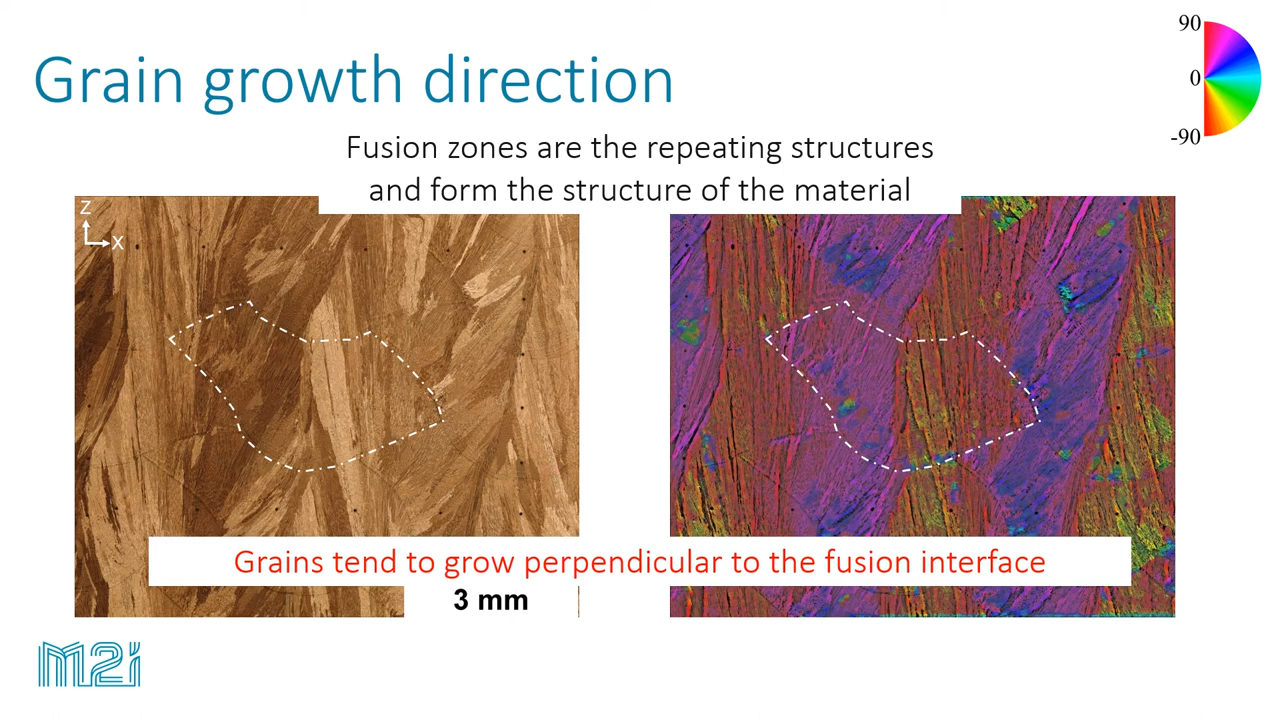 Grain growth direction
90
0
-90
Fusion zones are the repeating structures
and form the structure of the material
Z
X
Grains tend to grow perpendicular to the fusion interface
3 mm
M2i